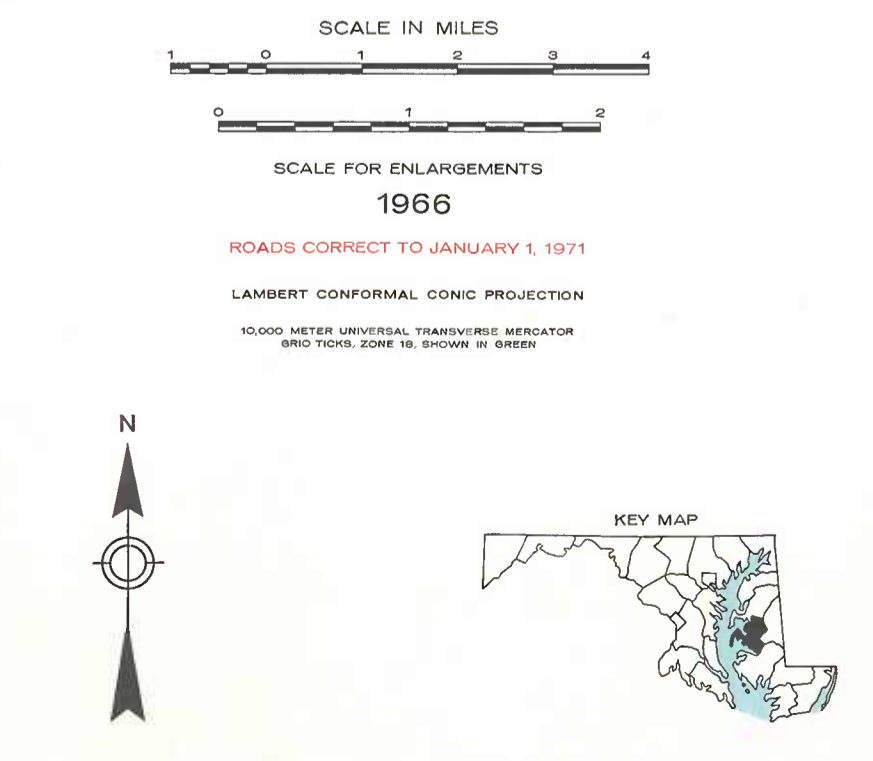 SCALE IN MILES
1 0 1 2 3 4
0 1 2
SCALE FOR ENLARGEMENTS
1966
ROADS CORRECT TO JANUARY 1, 1971
LAMBERT CONFORMAL CONIC PROJECTION
10,000 METER UNIVERSAL TRANSVERSE MERCATOR
GRID TICKS, ZONE 18, SHOWN IN GREEN
N
KEY MAP